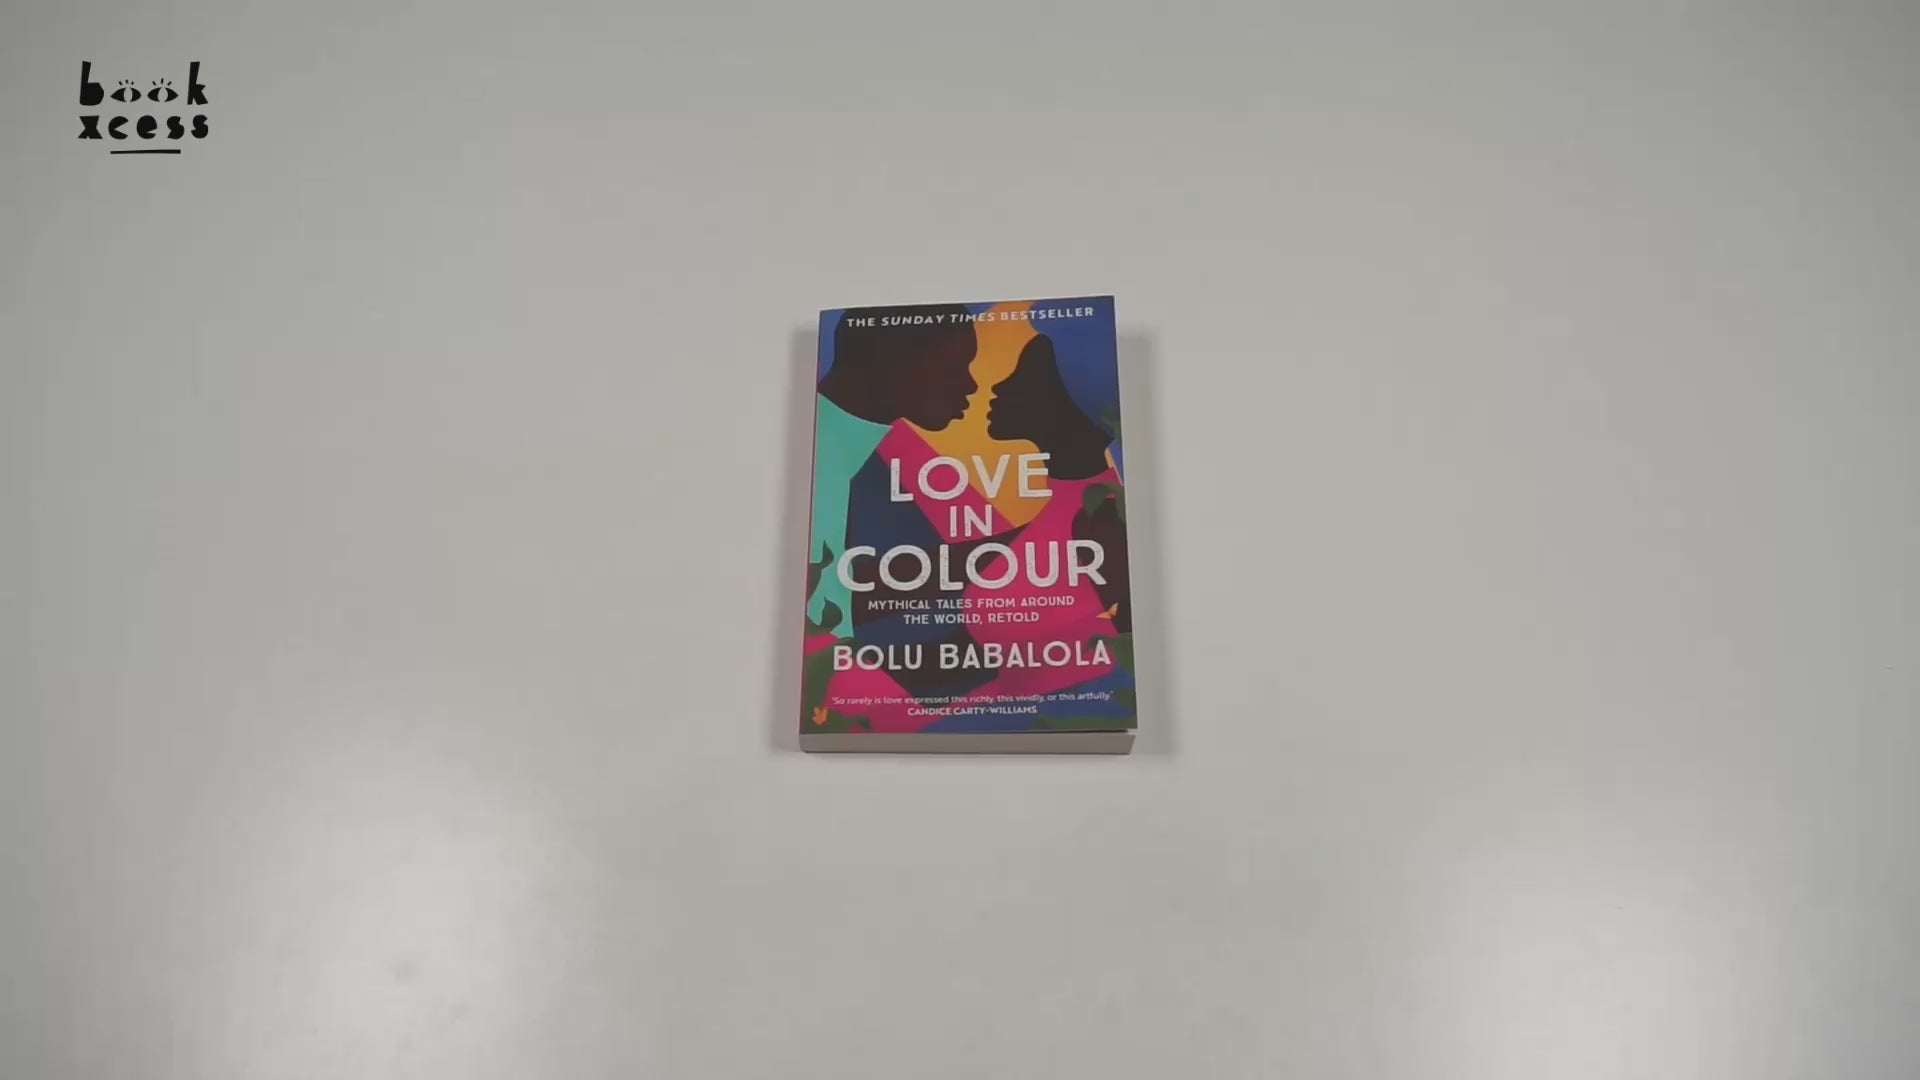 book
xcess
THE SUNDAY TIMES BESTSELLER
LOVE
IN
COLOUR
MYTHICAL TALES FROM AROUND
THE WORLD, RETOLD
BOLU BABALOLA
'So rarely is love expressed this richly, this vividly, or this artfully.'
CANDICE CARTY-WILLIAMS